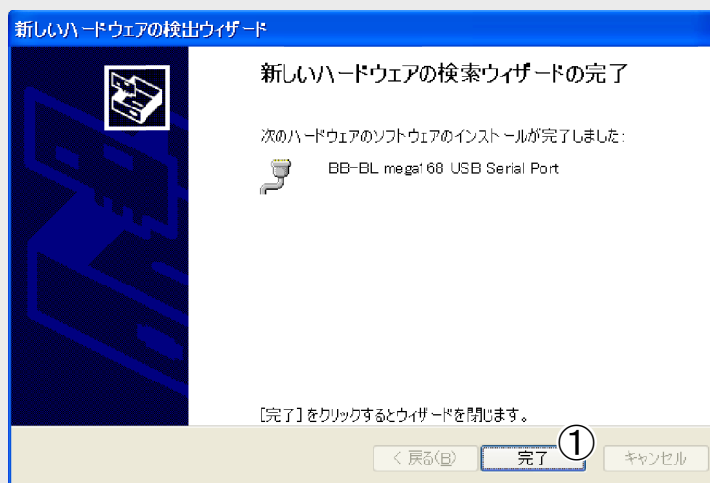 新しいハードウェアの検出ウィザード
新しいハードウェアの検索ウィザードの完了
次のハードウェアのソフトウェアのインストールが完了しました:
BB-BL mega168 USB Serial Port
[完了] をクリックするとウィザードを閉じます。
①
< 戻る(B) 完了 キャンセル